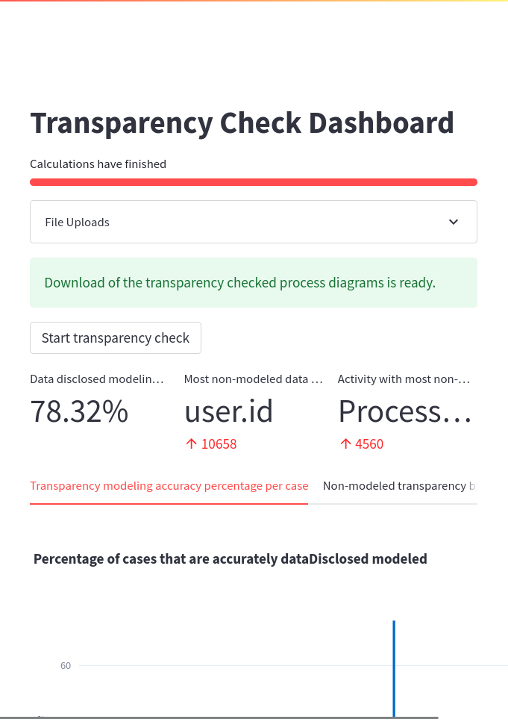 Transparency Check Dashboard
Calculations have finished
File Uploads
Download of the transparency checked process diagrams is ready.
Start transparency check
Data disclosed modelin… Most non-modeled data … Activity with most non-…
78.32% user.id Process…
↑ 10658 ↑ 4560
Transparency modeling accuracy percentage per case Non-modeled transparency b
Percentage of cases that are accurately dataDisclosed modeled
60